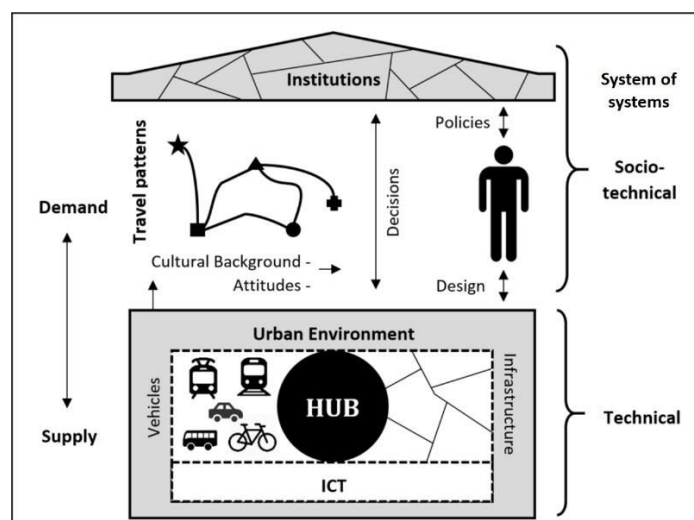 Institutions
System of
systems
Policies
Travel patterns
Decisions
Socio-
technical
Demand
Cultural Background -
Attitudes -
Design
Urban Environment
Vehicles
HUB
Infrastructure
Technical
Supply
ICT